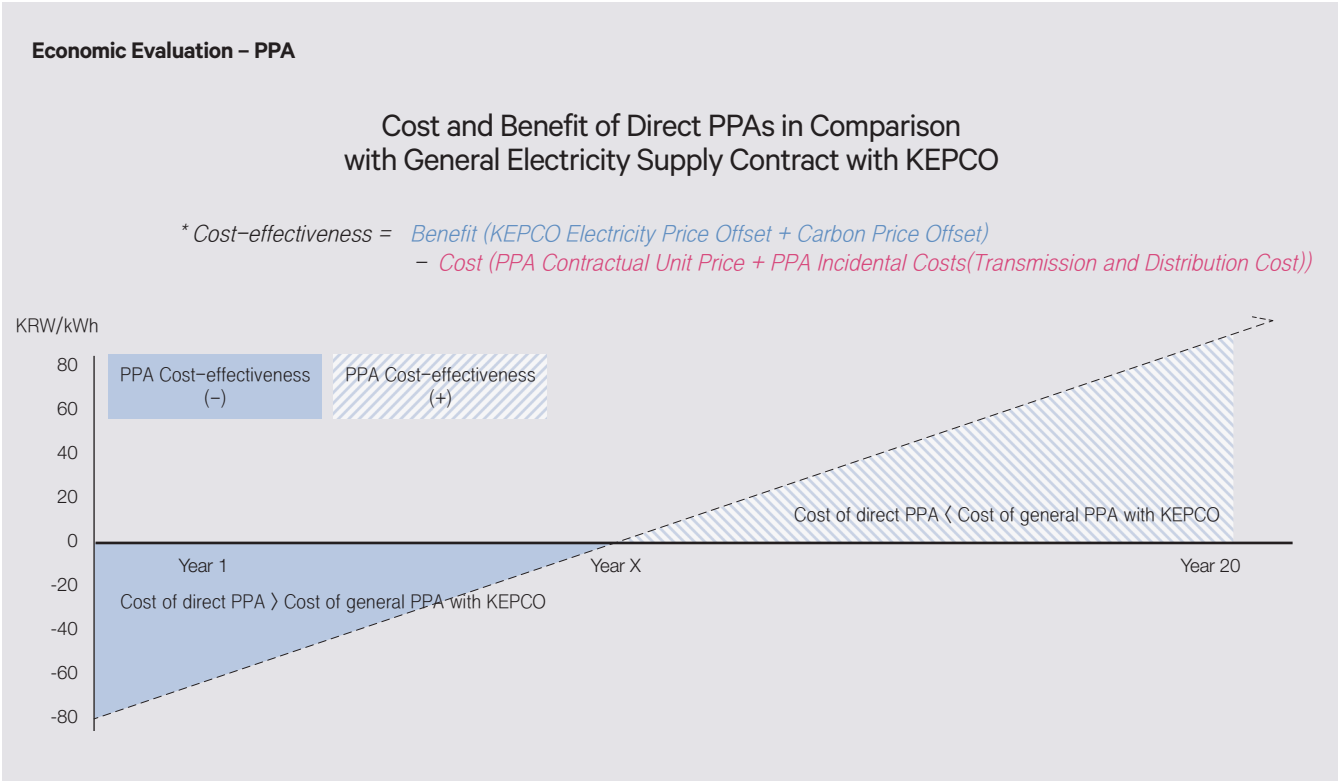 Economic Evaluation – PPA
Cost and Benefit of Direct PPAs in Comparison
with General Electricity Supply Contract with KEPCO
* Cost-effectiveness = Benefit (KEPCO Electricity Price Offset + Carbon Price Offset)
– Cost (PPA Contractual Unit Price + PPA Incidental Costs(Transmission and Distribution Cost))
KRW/kWh
80
60
40
20
0
-20
-40
-60
-80
PPA Cost-effectiveness
(-)
PPA Cost-effectiveness
(+)
Cost of direct PPA 〈 Cost of general PPA with KEPCO
Year 1
Year X
Year 20
Cost of direct PPA 〉 Cost of general PPA with KEPCO